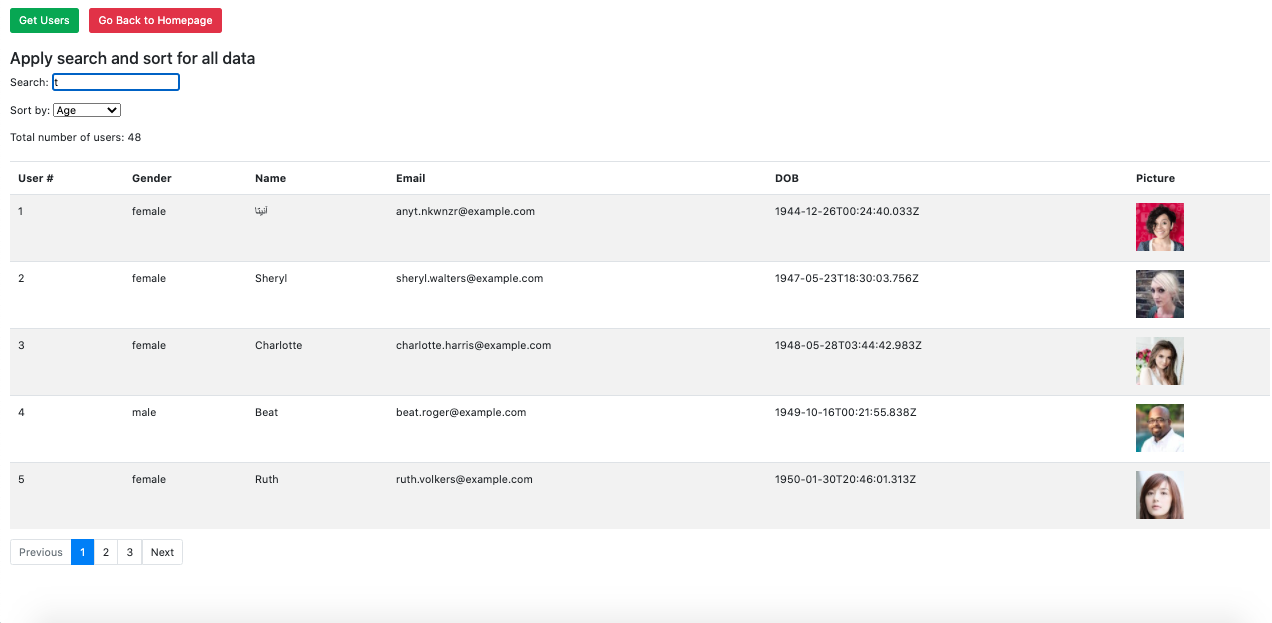 Get Users Go Back to Homepage
Apply search and sort for all data
Search: t
Sort by: Age
Total number of users: 48
User # Gender Name Email DOB Picture
1 female آنیتا anyt.nkwnzr@example.com 1944-12-26T00:24:40.033Z
2 female Sheryl sheryl.walters@example.com 1947-05-23T18:30:03.756Z
3 female Charlotte charlotte.harris@example.com 1948-05-28T03:44:42.983Z
4 male Beat beat.roger@example.com 1949-10-16T00:21:55.838Z
5 female Ruth ruth.volkers@example.com 1950-01-30T20:46:01.313Z
Previous 1 2 3 Next